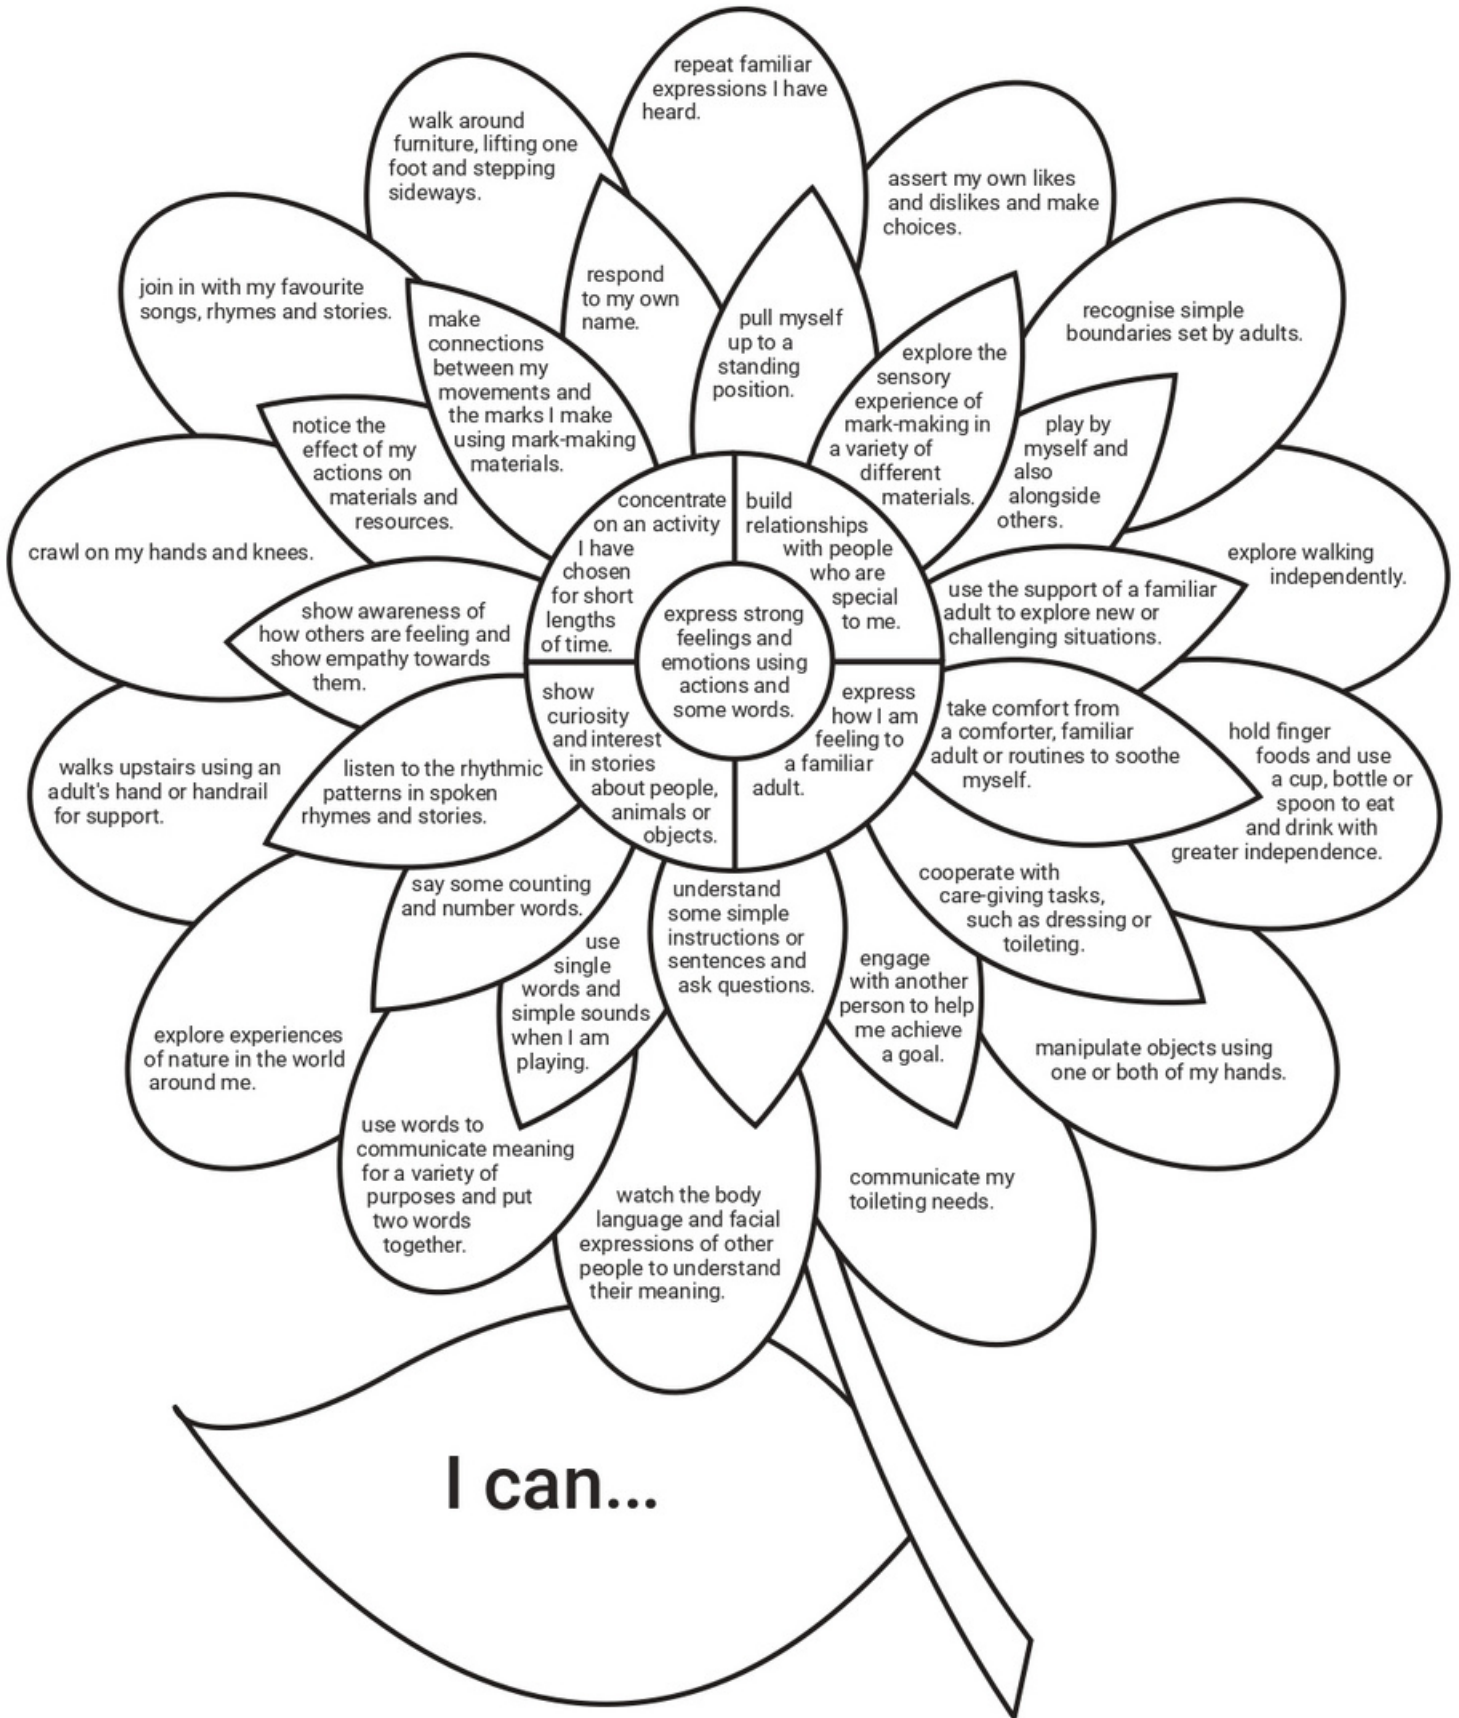 repeat familiar
expressions I have
heard.
walk around
furniture, lifting one
foot and stepping
sideways.
assert my own likes
and dislikes and make
choices.
join in with my favourite
songs, rhymes and stories.
respond
to my own
name.
pull myself
up to a
standing
position.
recognise simple
boundaries set by adults.
make
connections
between my
movements and
the marks I make
using mark-making
materials.
explore the
sensory
experience of
mark-making in
a variety of
different
materials.
notice the
effect of my
actions on
materials and
resources.
play by
myself and
also
alongside
others.
crawl on my hands and knees.
concentrate
on an activity
I have
chosen
for short
lengths
of time.
build
relationships
with people
who are
special
to me.
explore walking
independently.
show awareness of
how others are feeling and
show empathy towards
them.
express strong
feelings and
emotions using
actions and
some words.
use the support of a familiar
adult to explore new or
challenging situations.
show
curiosity
and interest
in stories
about people,
animals or
objects.
express
how I am
feeling to
a familiar
adult.
take comfort from
a comforter, familiar
adult or routines to soothe
myself.
hold finger
foods and use
a cup, bottle or
spoon to eat
and drink with
greater independence.
walks upstairs using an
adult's hand or handrail
for support.
listen to the rhythmic
patterns in spoken
rhymes and stories.
say some counting
and number words.
understand
some simple
instructions or
sentences and
ask questions.
cooperate with
care-giving tasks,
such as dressing or
toileting.
use
single
words and
simple sounds
when I am
playing.
engage
with another
person to help
me achieve
a goal.
explore experiences
of nature in the world
around me.
manipulate objects using
one or both of my hands.
use words to
communicate meaning
for a variety of
purposes and put
two words
together.
watch the body
language and facial
expressions of other
people to understand
their meaning.
communicate my
toileting needs.
I can...